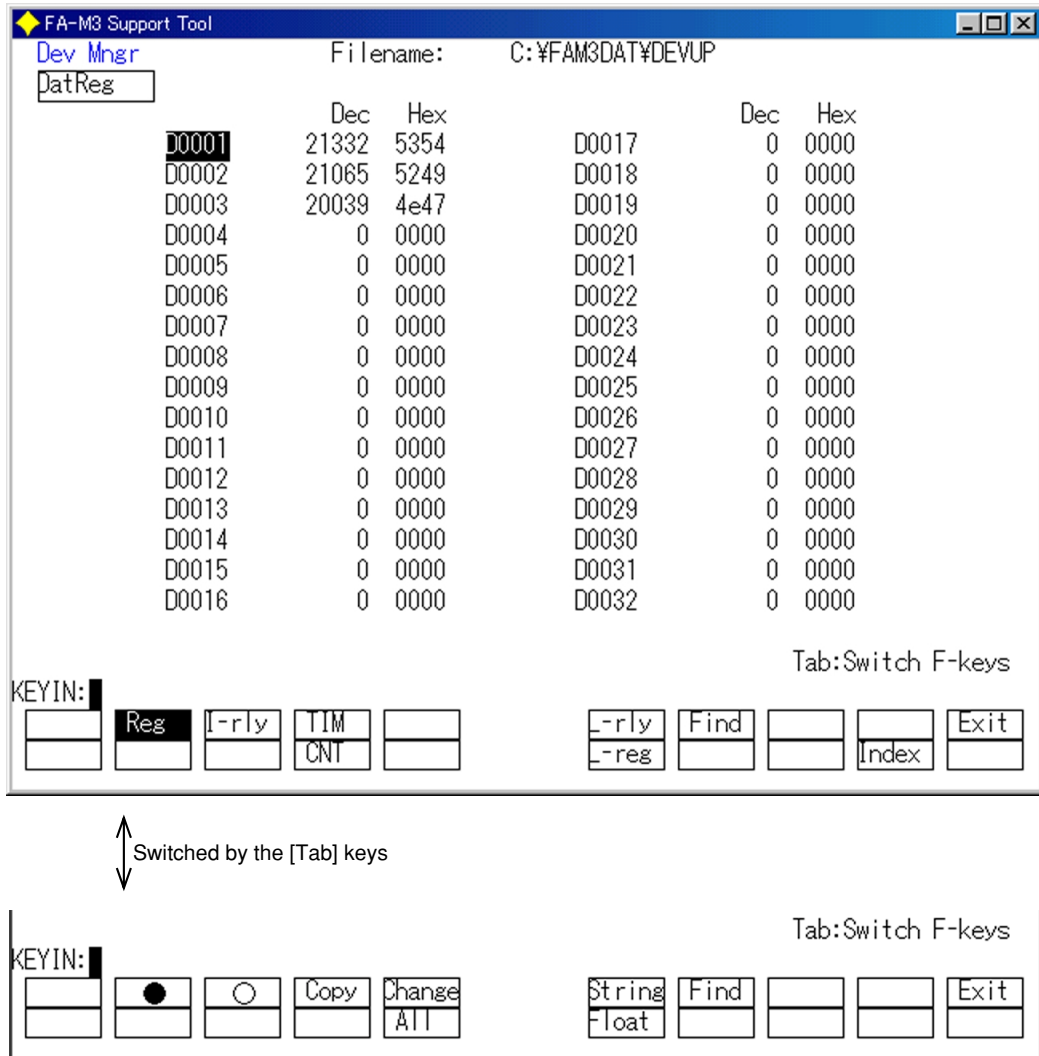 FA-M3 Support Tool
Dev Mngr Filename: C:¥FAM3DAT¥DEVUP
DatReg
Dec Hex Dec Hex
D0001 21332 5354 D0017 0 0000
D0002 21065 5249 D0018 0 0000
D0003 20039 4e47 D0019 0 0000
D0004 0 0000 D0020 0 0000
D0005 0 0000 D0021 0 0000
D0006 0 0000 D0022 0 0000
D0007 0 0000 D0023 0 0000
D0008 0 0000 D0024 0 0000
D0009 0 0000 D0025 0 0000
D0010 0 0000 D0026 0 0000
D0011 0 0000 D0027 0 0000
D0012 0 0000 D0028 0 0000
D0013 0 0000 D0029 0 0000
D0014 0 0000 D0030 0 0000
D0015 0 0000 D0031 0 0000
D0016 0 0000 D0032 0 0000
Tab:Switch F-keys
KEYIN:
Reg I-rly TIM L-rly Find Exit
CNT L-reg Index
Switched by the [Tab] keys
Tab:Switch F-keys
KEYIN:
● ○ Copy Change String Find Exit
All Float